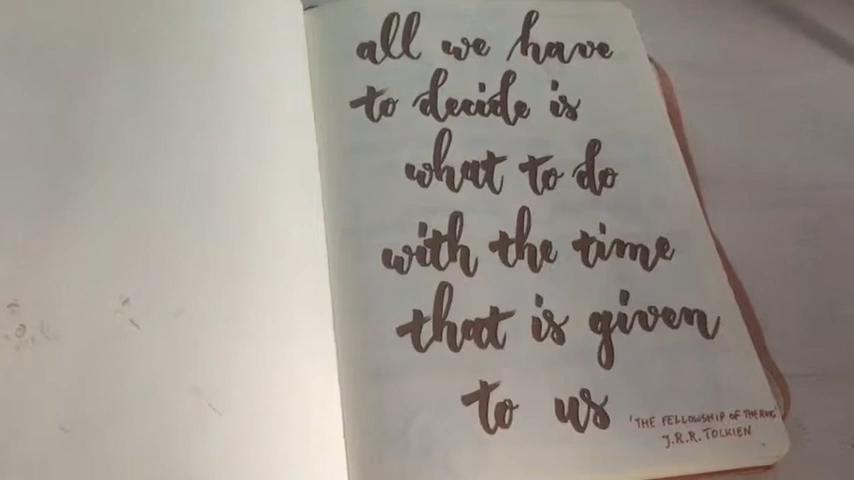 all we have
to decide is
what to do
with the time
that is given
to us
'THE FELLOWSHIP OF THE RING'
J.R.R. TOLKIEN